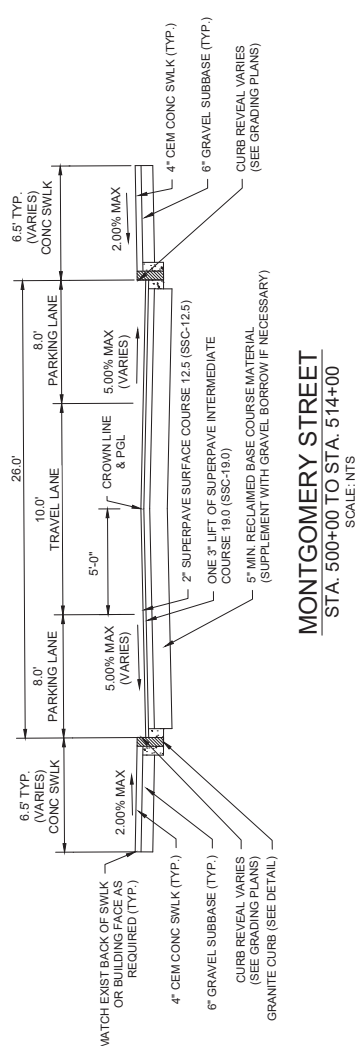 26.0'
6.5' TYP.
(VARIES)
CONC SWLK
8.0'
PARKING LANE
10.0'
TRAVEL LANE
8.0'
PARKING LANE
6.5' TYP.
(VARIES)
CONC SWLK
MATCH EXIST BACK OF SWLK
OR BUILDING FACE AS
REQUIRED (TYP.)
2.00% MAX
5.00% MAX
(VARIES)
5'-0"
CROWN LINE
& PGL
5.00% MAX
(VARIES)
2.00% MAX
4" CEM CONC SWLK (TYP.)
6" GRAVEL SUBBASE (TYP.)
CURB REVEAL VARIES
(SEE GRADING PLANS)
GRANITE CURB (SEE DETAIL)
2" SUPERPAVE SURFACE COURSE 12.5 (SSC-12.5)
ONE 3" LIFT OF SUPERPAVE INTERMEDIATE
COURSE 19.0 (SSC-19.0)
5" MIN. RECLAIMED BASE COURSE MATERIAL
(SUPPLEMENT WITH GRAVEL BORROW IF NECESSARY)
4" CEM CONC SWLK (TYP.)
6" GRAVEL SUBBASE (TYP.)
CURB REVEAL VARIES
(SEE GRADING PLANS)
MONTGOMERY STREET
STA. 500+00 TO STA. 514+00
SCALE: NTS